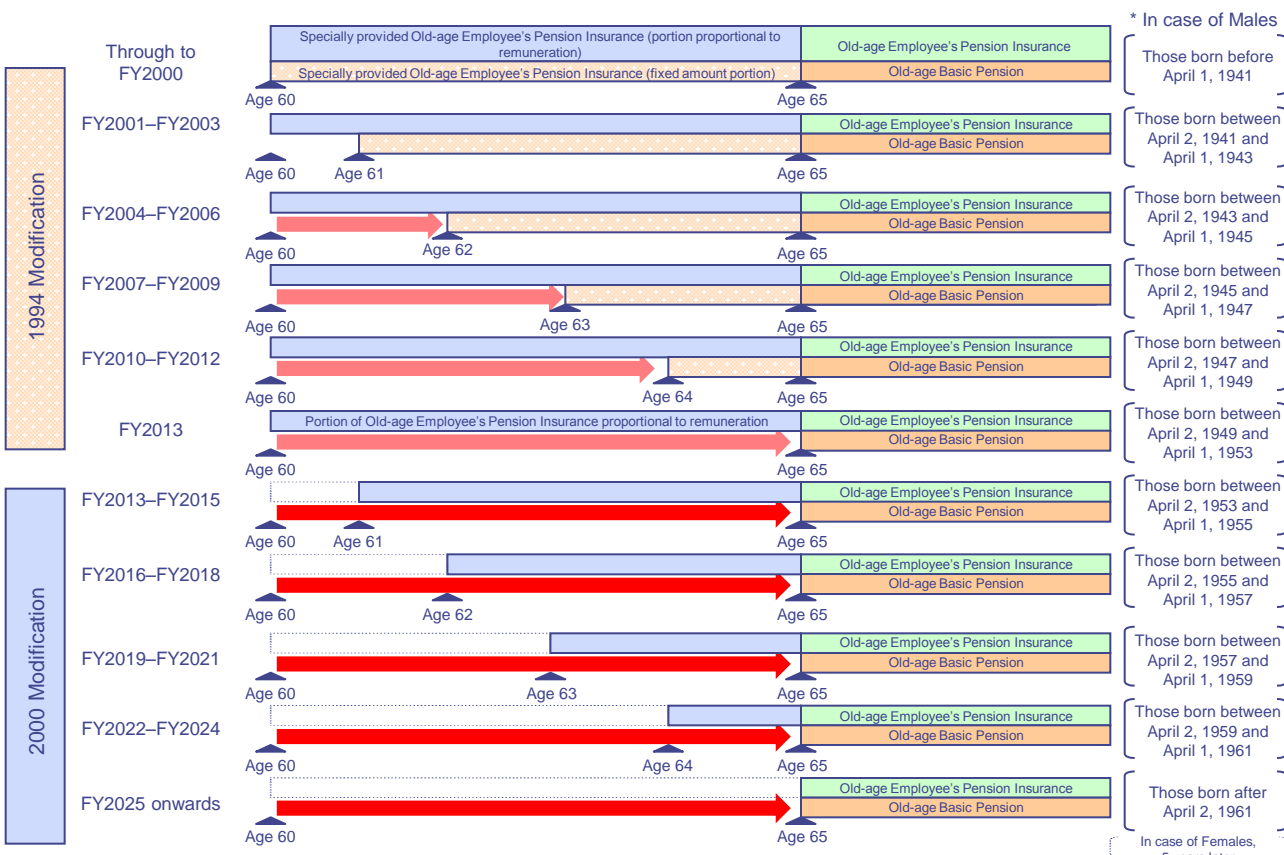 * In case of Males
1994 Modification
Through to
FY2000
Specially provided Old-age Employee's Pension Insurance (portion proportional to
remuneration)
Old-age Employee's Pension Insurance
Specially provided Old-age Employee's Pension Insurance (fixed amount portion)
Old-age Basic Pension
Age 60
Age 65
Those born before
April 1, 1941
FY2001–FY2003
Old-age Employee's Pension Insurance
Old-age Basic Pension
Age 60
Age 61
Age 65
Those born between
April 2, 1941 and
April 1, 1943
FY2004–FY2006
Old-age Employee's Pension Insurance
Old-age Basic Pension
Age 60
Age 62
Age 65
Those born between
April 2, 1943 and
April 1, 1945
FY2007–FY2009
Old-age Employee's Pension Insurance
Old-age Basic Pension
Age 60
Age 63
Age 65
Those born between
April 2, 1945 and
April 1, 1947
FY2010–FY2012
Old-age Employee's Pension Insurance
Old-age Basic Pension
Age 60
Age 64
Age 65
Those born between
April 2, 1947 and
April 1, 1949
FY2013
Portion of Old-age Employee's Pension Insurance proportional to remuneration
Old-age Employee's Pension Insurance
Old-age Basic Pension
Age 60
Age 65
Those born between
April 2, 1949 and
April 1, 1953
2000 Modification
FY2013–FY2015
Old-age Employee's Pension Insurance
Old-age Basic Pension
Age 60
Age 61
Age 65
Those born between
April 2, 1953 and
April 1, 1955
FY2016–FY2018
Old-age Employee's Pension Insurance
Old-age Basic Pension
Age 60
Age 62
Age 65
Those born between
April 2, 1955 and
April 1, 1957
FY2019–FY2021
Old-age Employee's Pension Insurance
Old-age Basic Pension
Age 60
Age 63
Age 65
Those born between
April 2, 1957 and
April 1, 1959
FY2022–FY2024
Old-age Employee's Pension Insurance
Old-age Basic Pension
Age 60
Age 64
Age 65
Those born between
April 2, 1959 and
April 1, 1961
FY2025 onwards
Old-age Employee's Pension Insurance
Old-age Basic Pension
Age 60
Age 65
Those born after
April 2, 1961
In case of Females,